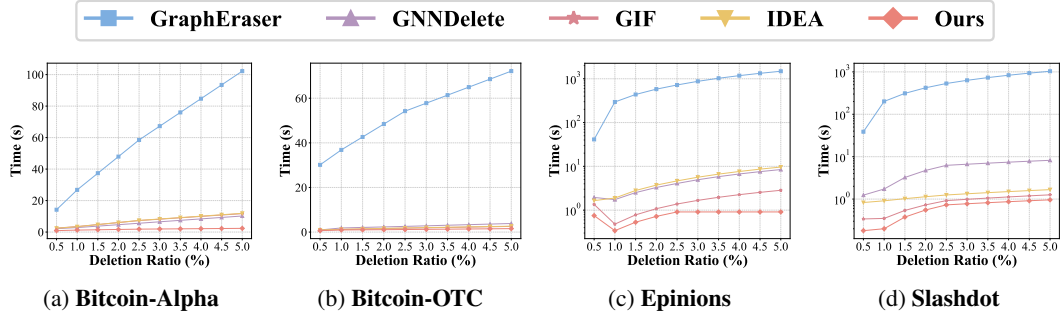 GraphEraser GNNDelete GIF IDEA Ours
Time (s)
100
80
60
40
20
0
0.5 1.0 1.5 2.0 2.5 3.0 3.5 4.0 4.5 5.0
Deletion Ratio (%)
(a) Bitcoin-Alpha
Time (s)
60
40
20
0
0.5 1.0 1.5 2.0 2.5 3.0 3.5 4.0 4.5 5.0
Deletion Ratio (%)
(b) Bitcoin-OTC
Time (s)
10³
10²
10¹
10⁰
0.5 1.0 1.5 2.0 2.5 3.0 3.5 4.0 4.5 5.0
Deletion Ratio (%)
(c) Epinions
Time (s)
10³
10²
10¹
10⁰
0.5 1.0 1.5 2.0 2.5 3.0 3.5 4.0 4.5 5.0
Deletion Ratio (%)
(d) Slashdot